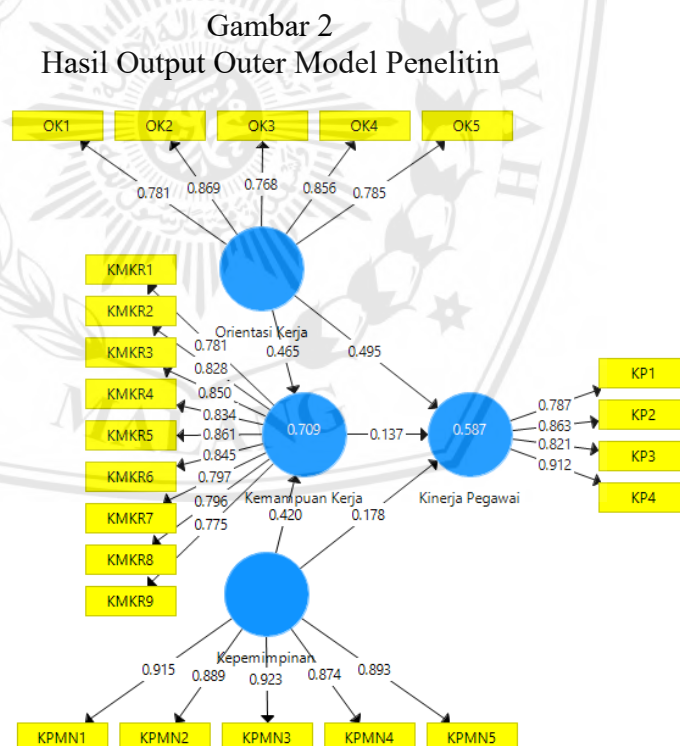 Gambar 2
Hasil Output Outer Model Penelitin
OK1 OK2 OK3 OK4 OK5
0.781 0.869 0.768 0.856 0.785
KMKR1
KMKR2
KMKR3
KMKR4
KMKR5
KMKR6
KMKR7
KMKR8
KMKR9
0.781
0.828
0.850
0.834
0.861
0.845
0.797
0.796
0.775
Orientasi Kerja
0.465 0.495
0.709
Kemampuan Kerja
0.137
0.587
Kinerja Pegawai
0.787
0.863
0.821
0.912
KP1
KP2
KP3
KP4
0.420 0.178
Kepemimpinan
0.915 0.889 0.923 0.874 0.893
KPMN1 KPMN2 KPMN3 KPMN4 KPMN5
MALANG